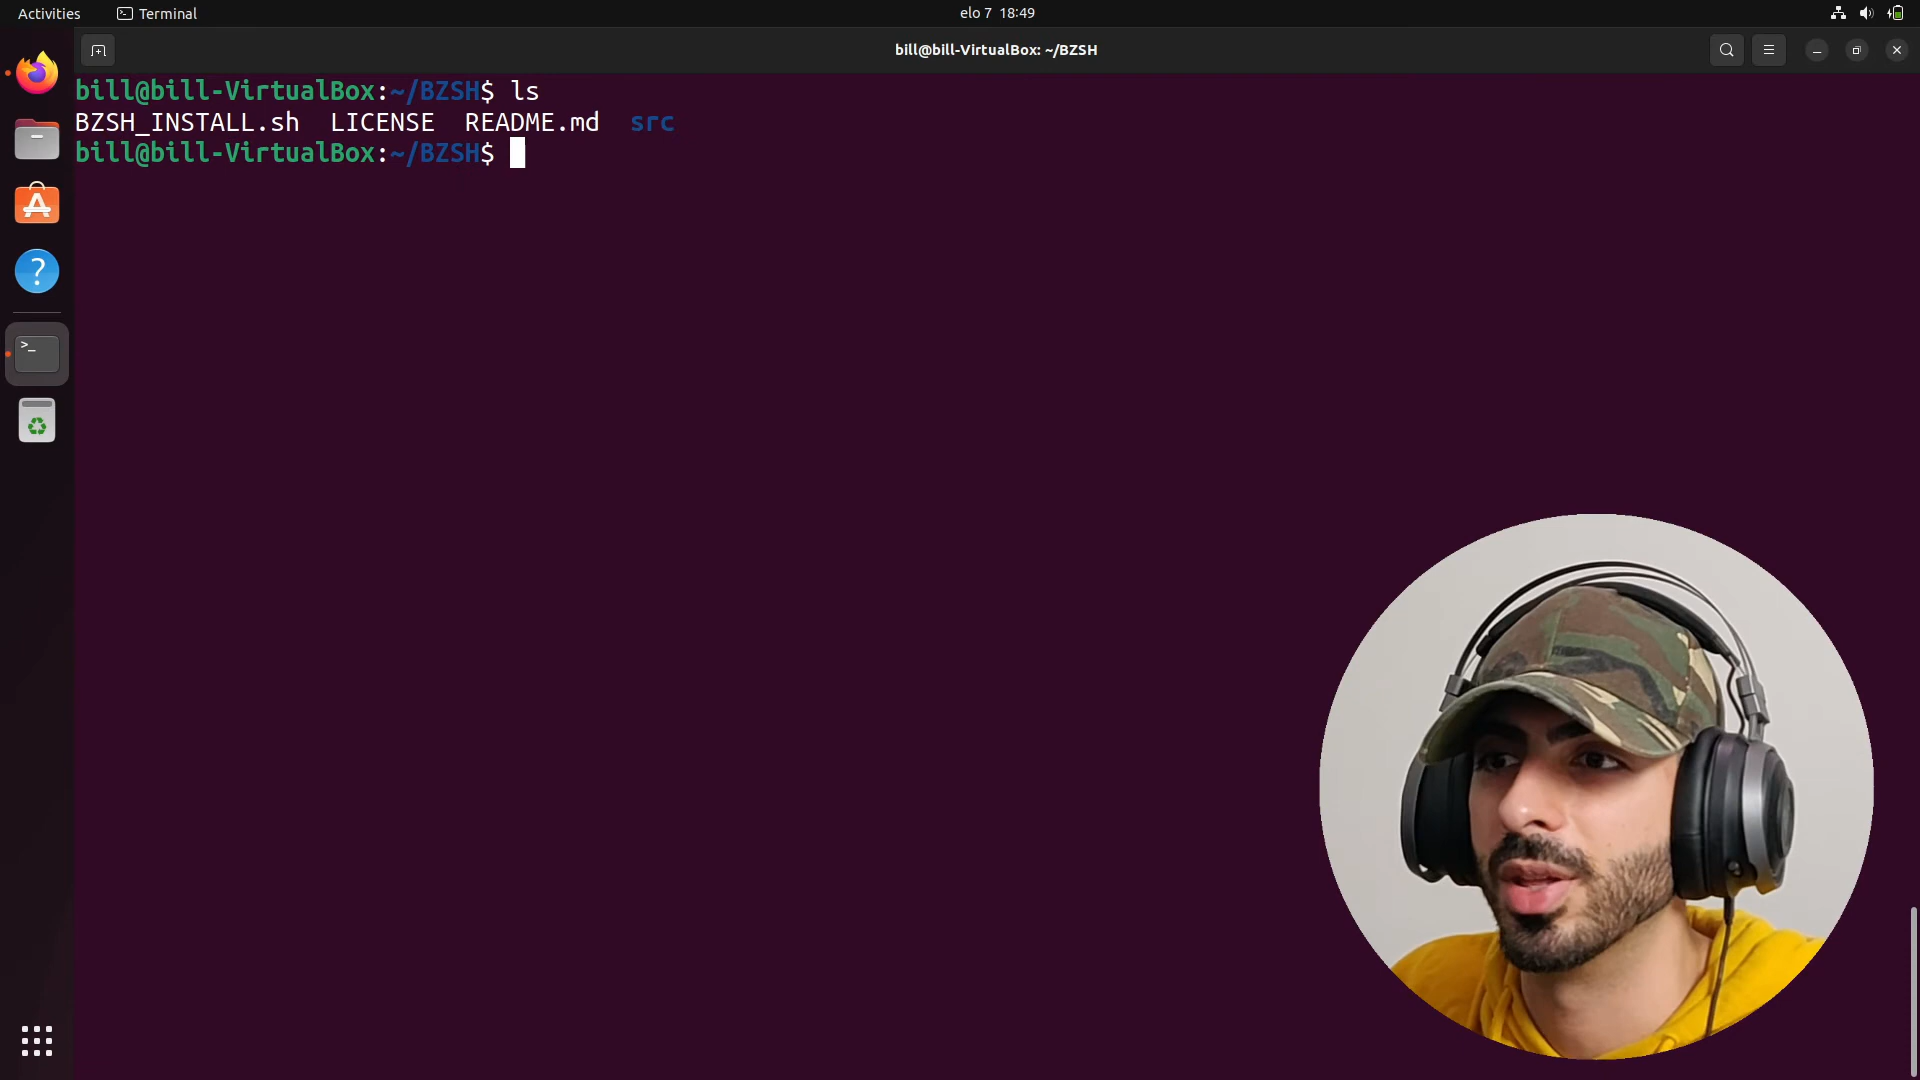 Activities
Terminal
elo 7 18:49
bill@bill-VirtualBox: ~/BZSH
bill@bill-VirtualBox:~/BZSH$ ls
BZSH_INSTALL.sh LICENSE README.md src
bill@bill-VirtualBox:~/BZSH$